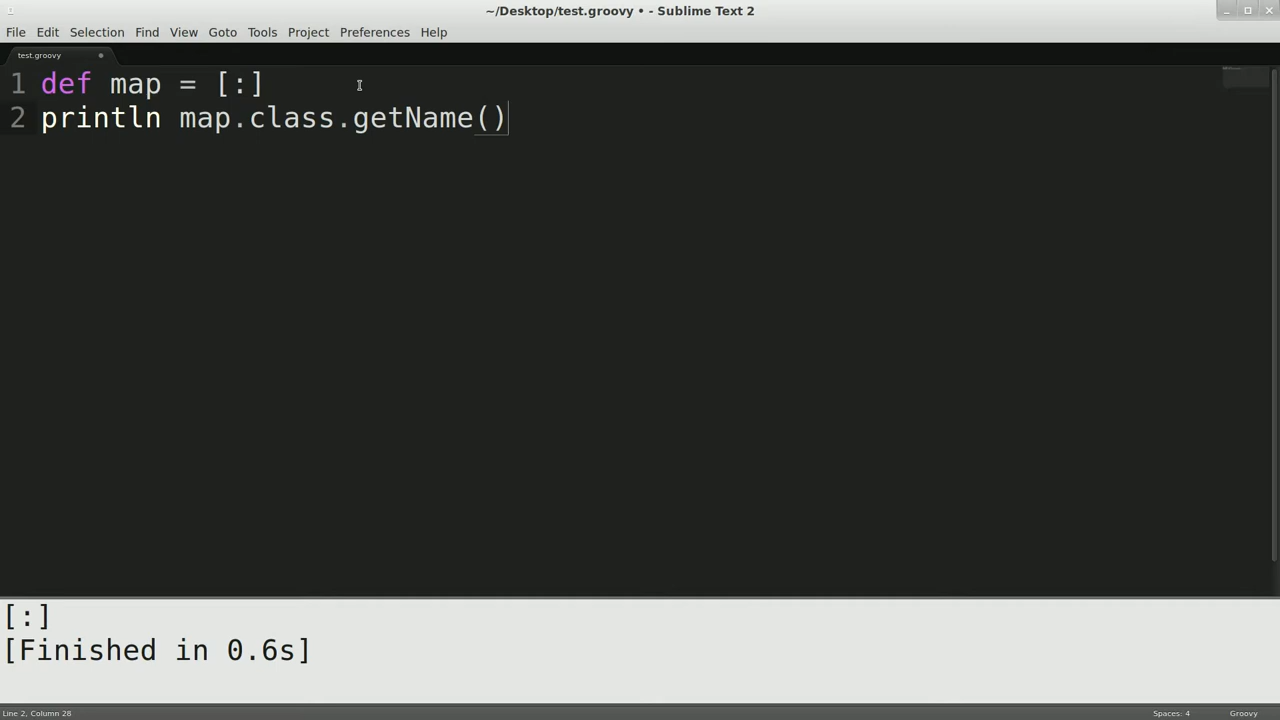 ~/Desktop/test.groovy • - Sublime Text 2
File Edit Selection Find View Goto Tools Project Preferences Help
test.groovy
1 def map = [:]
2 println map.class.getName()
[:]
[Finished in 0.6s]
Line 2, Column 28 Spaces: 4 Groovy